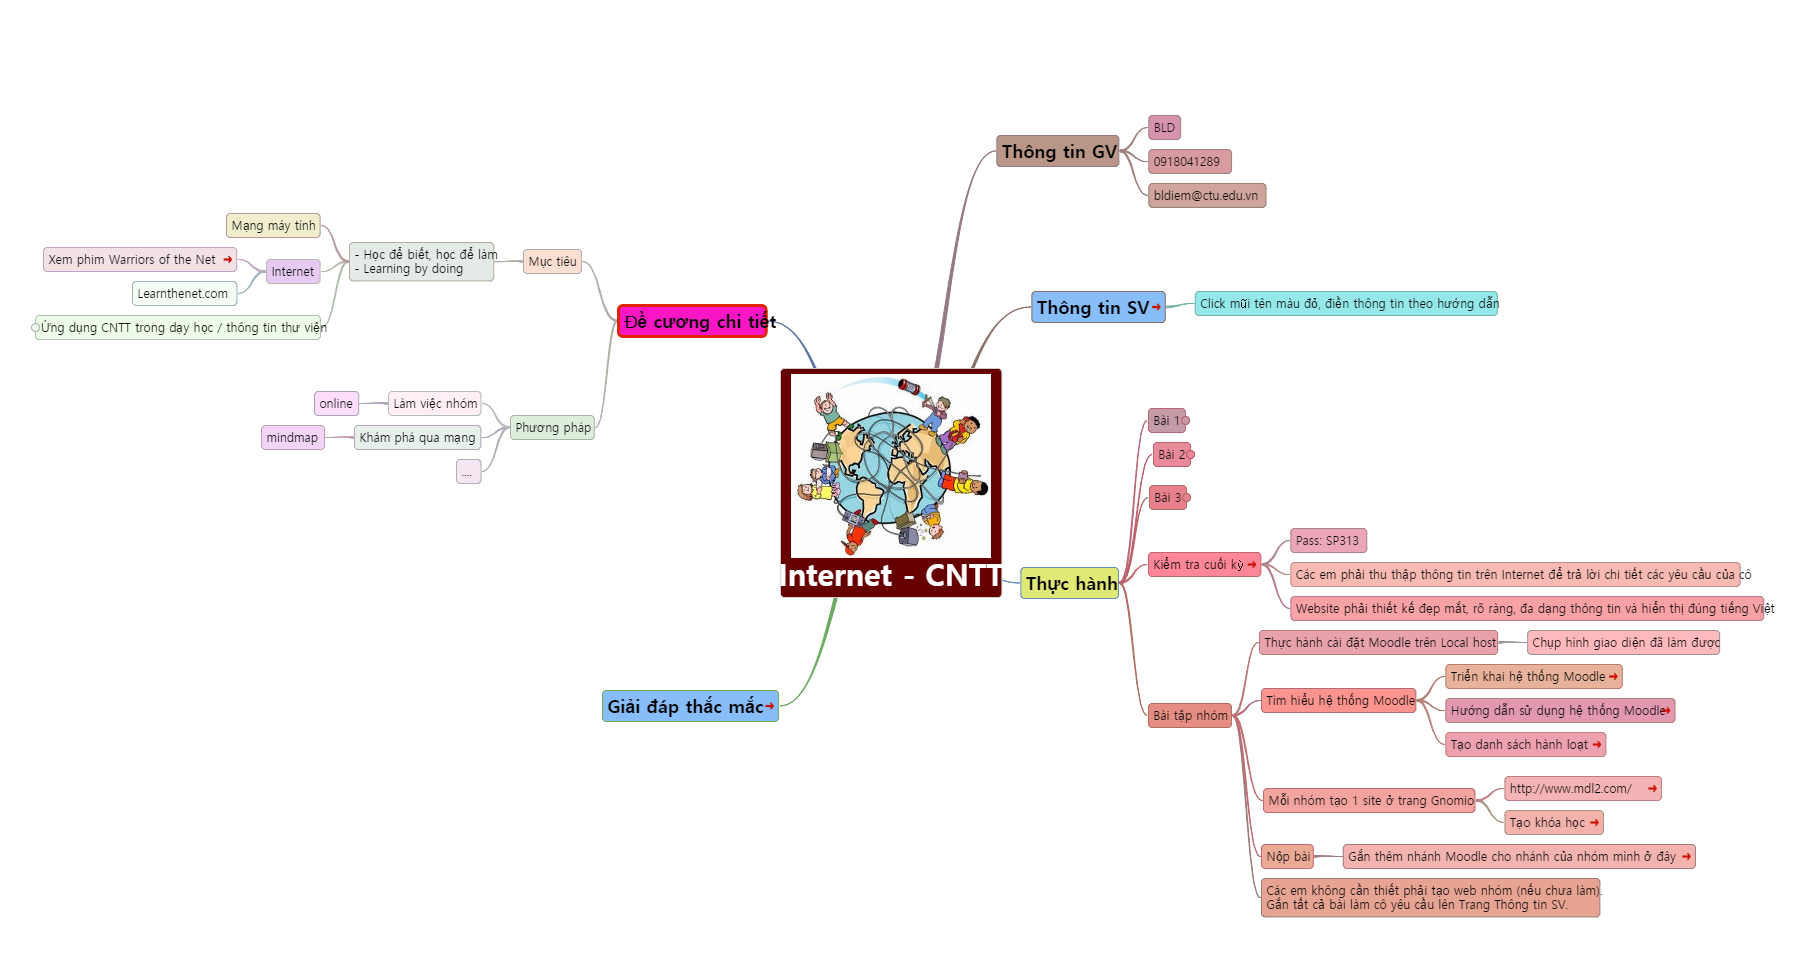 Internet - CNTT
Thông tin GV
BLD
0918041289
bldiem@ctu.edu.vn
Thông tin SV
Click mũi tên màu đỏ, điền thông tin theo hướng dẫn
Thực hành
Bài 1
Bài 2
Bài 3
Kiểm tra cuối kỳ
Pass: SP313
Các em phải thu thập thông tin trên Internet để trả lời chi tiết các yêu cầu của cô
Website phải thiết kế đẹp mắt, rõ ràng, đa dạng thông tin và hiển thị đúng tiếng Việt
Bài tập nhóm
Thực hành cài đặt Moodle trên Local host
Chụp hình giao diện đã làm được
Tìm hiểu hệ thống Moodle
Triển khai hệ thống Moodle
Hướng dẫn sử dụng hệ thống Moodle
Tạo danh sách hành loạt
Mỗi nhóm tạo 1 site ở trang Gnomio
http://www.mdl2.com/
Tạo khóa học
Nộp bài
Gắn thêm nhánh Moodle cho nhánh của nhóm mình ở đây
Các em không cần thiết phải tạo web nhóm (nếu chưa làm).
Gắn tất cả bài làm cô yêu cầu lên Trang Thông tin SV.
Đề cương chi tiết
Mục tiêu
- Học để biết, học để làm
- Learning by doing
Mạng máy tính
Internet
Xem phim Warriors of the Net
Learnthenet.com
Ứng dụng CNTT trong dạy học / thông tin thư viện
Phương pháp
Làm việc nhóm
online
Khám phá qua mạng
mindmap
....
Giải đáp thắc mắc